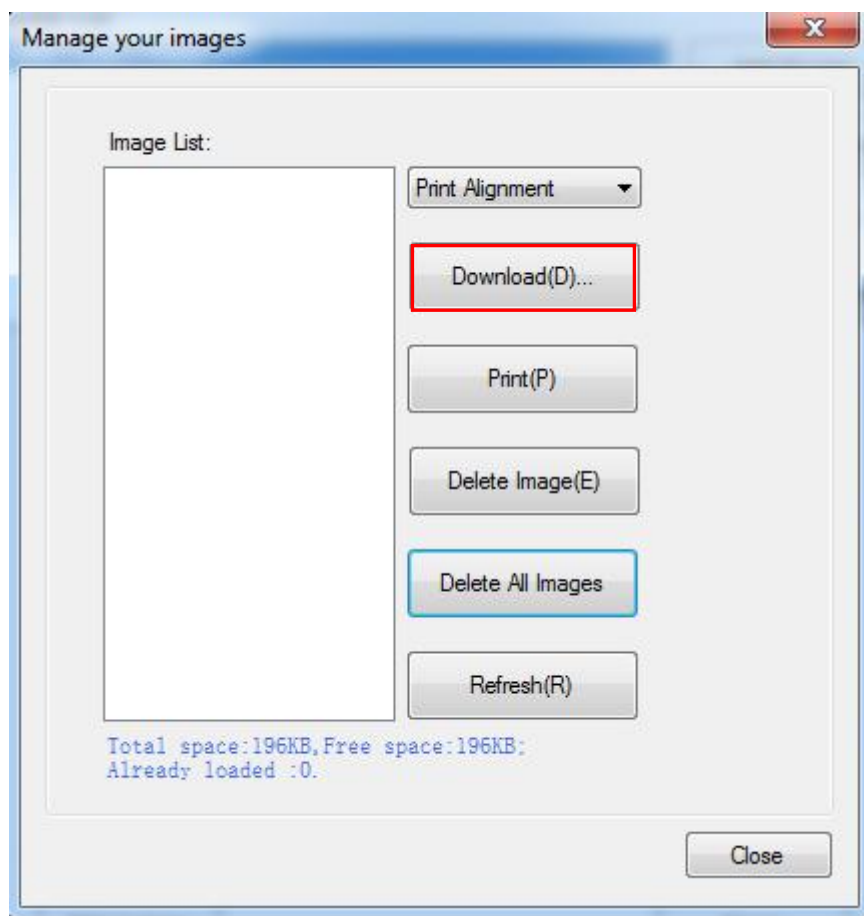 Manage your images
Image List:
Print Alignment
Download(D)...
Print(P)
Delete Image(E)
Delete All Images
Refresh(R)
Total space:196KB,Free space:196KB;
Already loaded :0.
Close